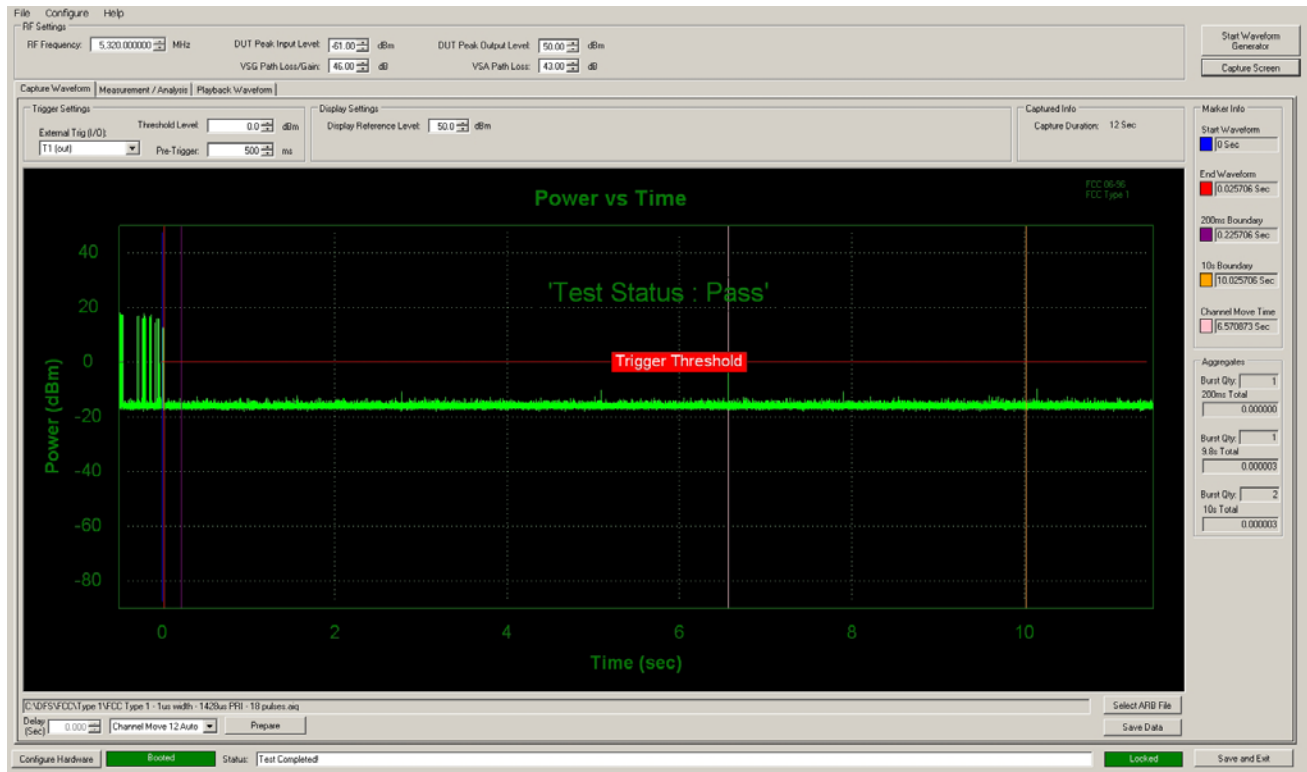 File Configure Help
RF Settings
RF Frequency: 5,320.000000 MHz DUT Peak Input Level: -61.00 dBm DUT Peak Output Level: 50.00 dBm
VSG Path Loss/Gain: 46.00 dB VSA Path Loss: 43.00 dB
Start Waveform Generator
Capture Screen
Capture Waveform Measurement / Analysis Playback Waveform
Trigger Settings
External Trig (I/O): Threshold Level: 0.0 dBm
T1 (out) Pre-Trigger: 500 ms
Display Settings
Display Reference Level: 50.0 dBm
Captured Info
Capture Duration: 12 Sec
Marker Info
Start Waveform
0 Sec
End Waveform
0.025706 Sec
200ms Boundary
0.225706 Sec
10s Boundary
10.025706 Sec
Channel Move Time
6.570873 Sec
Aggregates
Burst Qty: 1
200ms Total
0.000000
Burst Qty: 1
9.8s Total
0.000003
Burst Qty: 2
10s Total
0.000003
Power vs Time
FCC 06-96
FCC Type 1
'Test Status : Pass'
Trigger Threshold
Power (dBm)
40
20
0
-20
-40
-60
-80
0 2 4 6 8 10
Time (sec)
C:\DFS\FCC\Type 1\FCC Type 1 - 1us width - 1428us PRI - 18 pulses.aiq
Select ARB File
Delay (Sec) 0.000 Channel Move 12 Auto Prepare
Save Data
Configure Hardware Booted Status: Test Completed! Locked Save and Exit